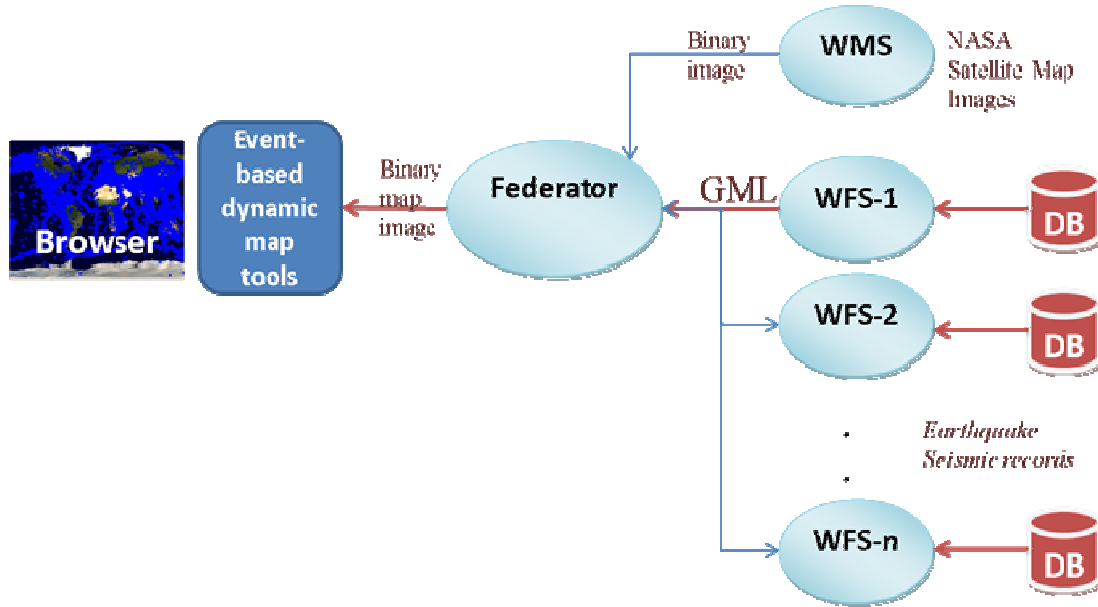 Browser
Event-
based
dynamic
map
tools
Binary
map
image
Federator
Binary
image
WMS
NASA
Satellite Map
Images
GML
WFS-1
DB
WFS-2
DB
Earthquake
Seismic records
WFS-n
DB